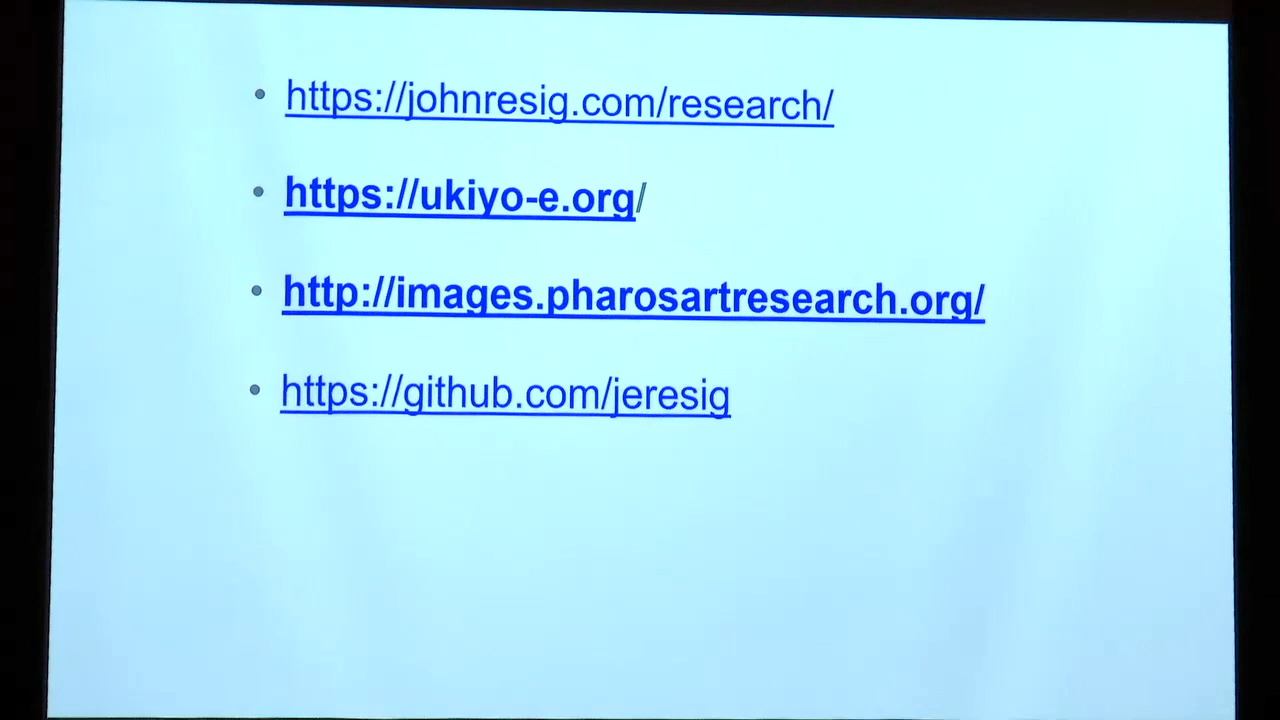 • https://johnresig.com/research/
• https://ukiyo-e.org/
• http://images.pharosartresearch.org/
• https://github.com/jeresig